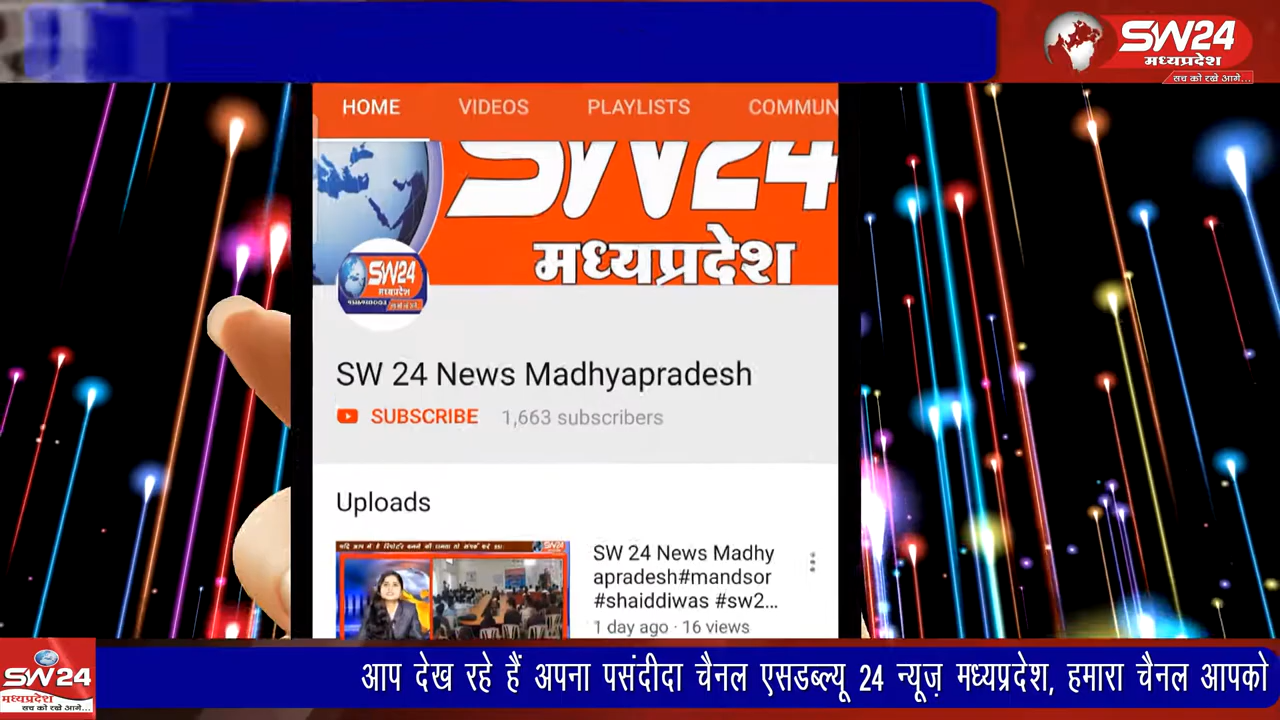 SW24
मध्यप्रदेश
सच को रखे आगे...
HOME VIDEOS PLAYLISTS COMMUN
SW24
मध्यप्रदेश
SW24
मध्यप्रदेश
SW 24 News Madhyapradesh
SUBSCRIBE 1,663 subscribers
Uploads
SW 24 News Madhy
apradesh#mandsor
#shaiddiwas #sw2...
1 day ago · 16 views
SW24
मध्यप्रदेश
सच को रखे आगे...
आप देख रहे हैं अपना पसंदीदा चैनल एसडब्ल्यू 24 न्यूज़ मध्यप्रदेश, हमारा चैनल आपको